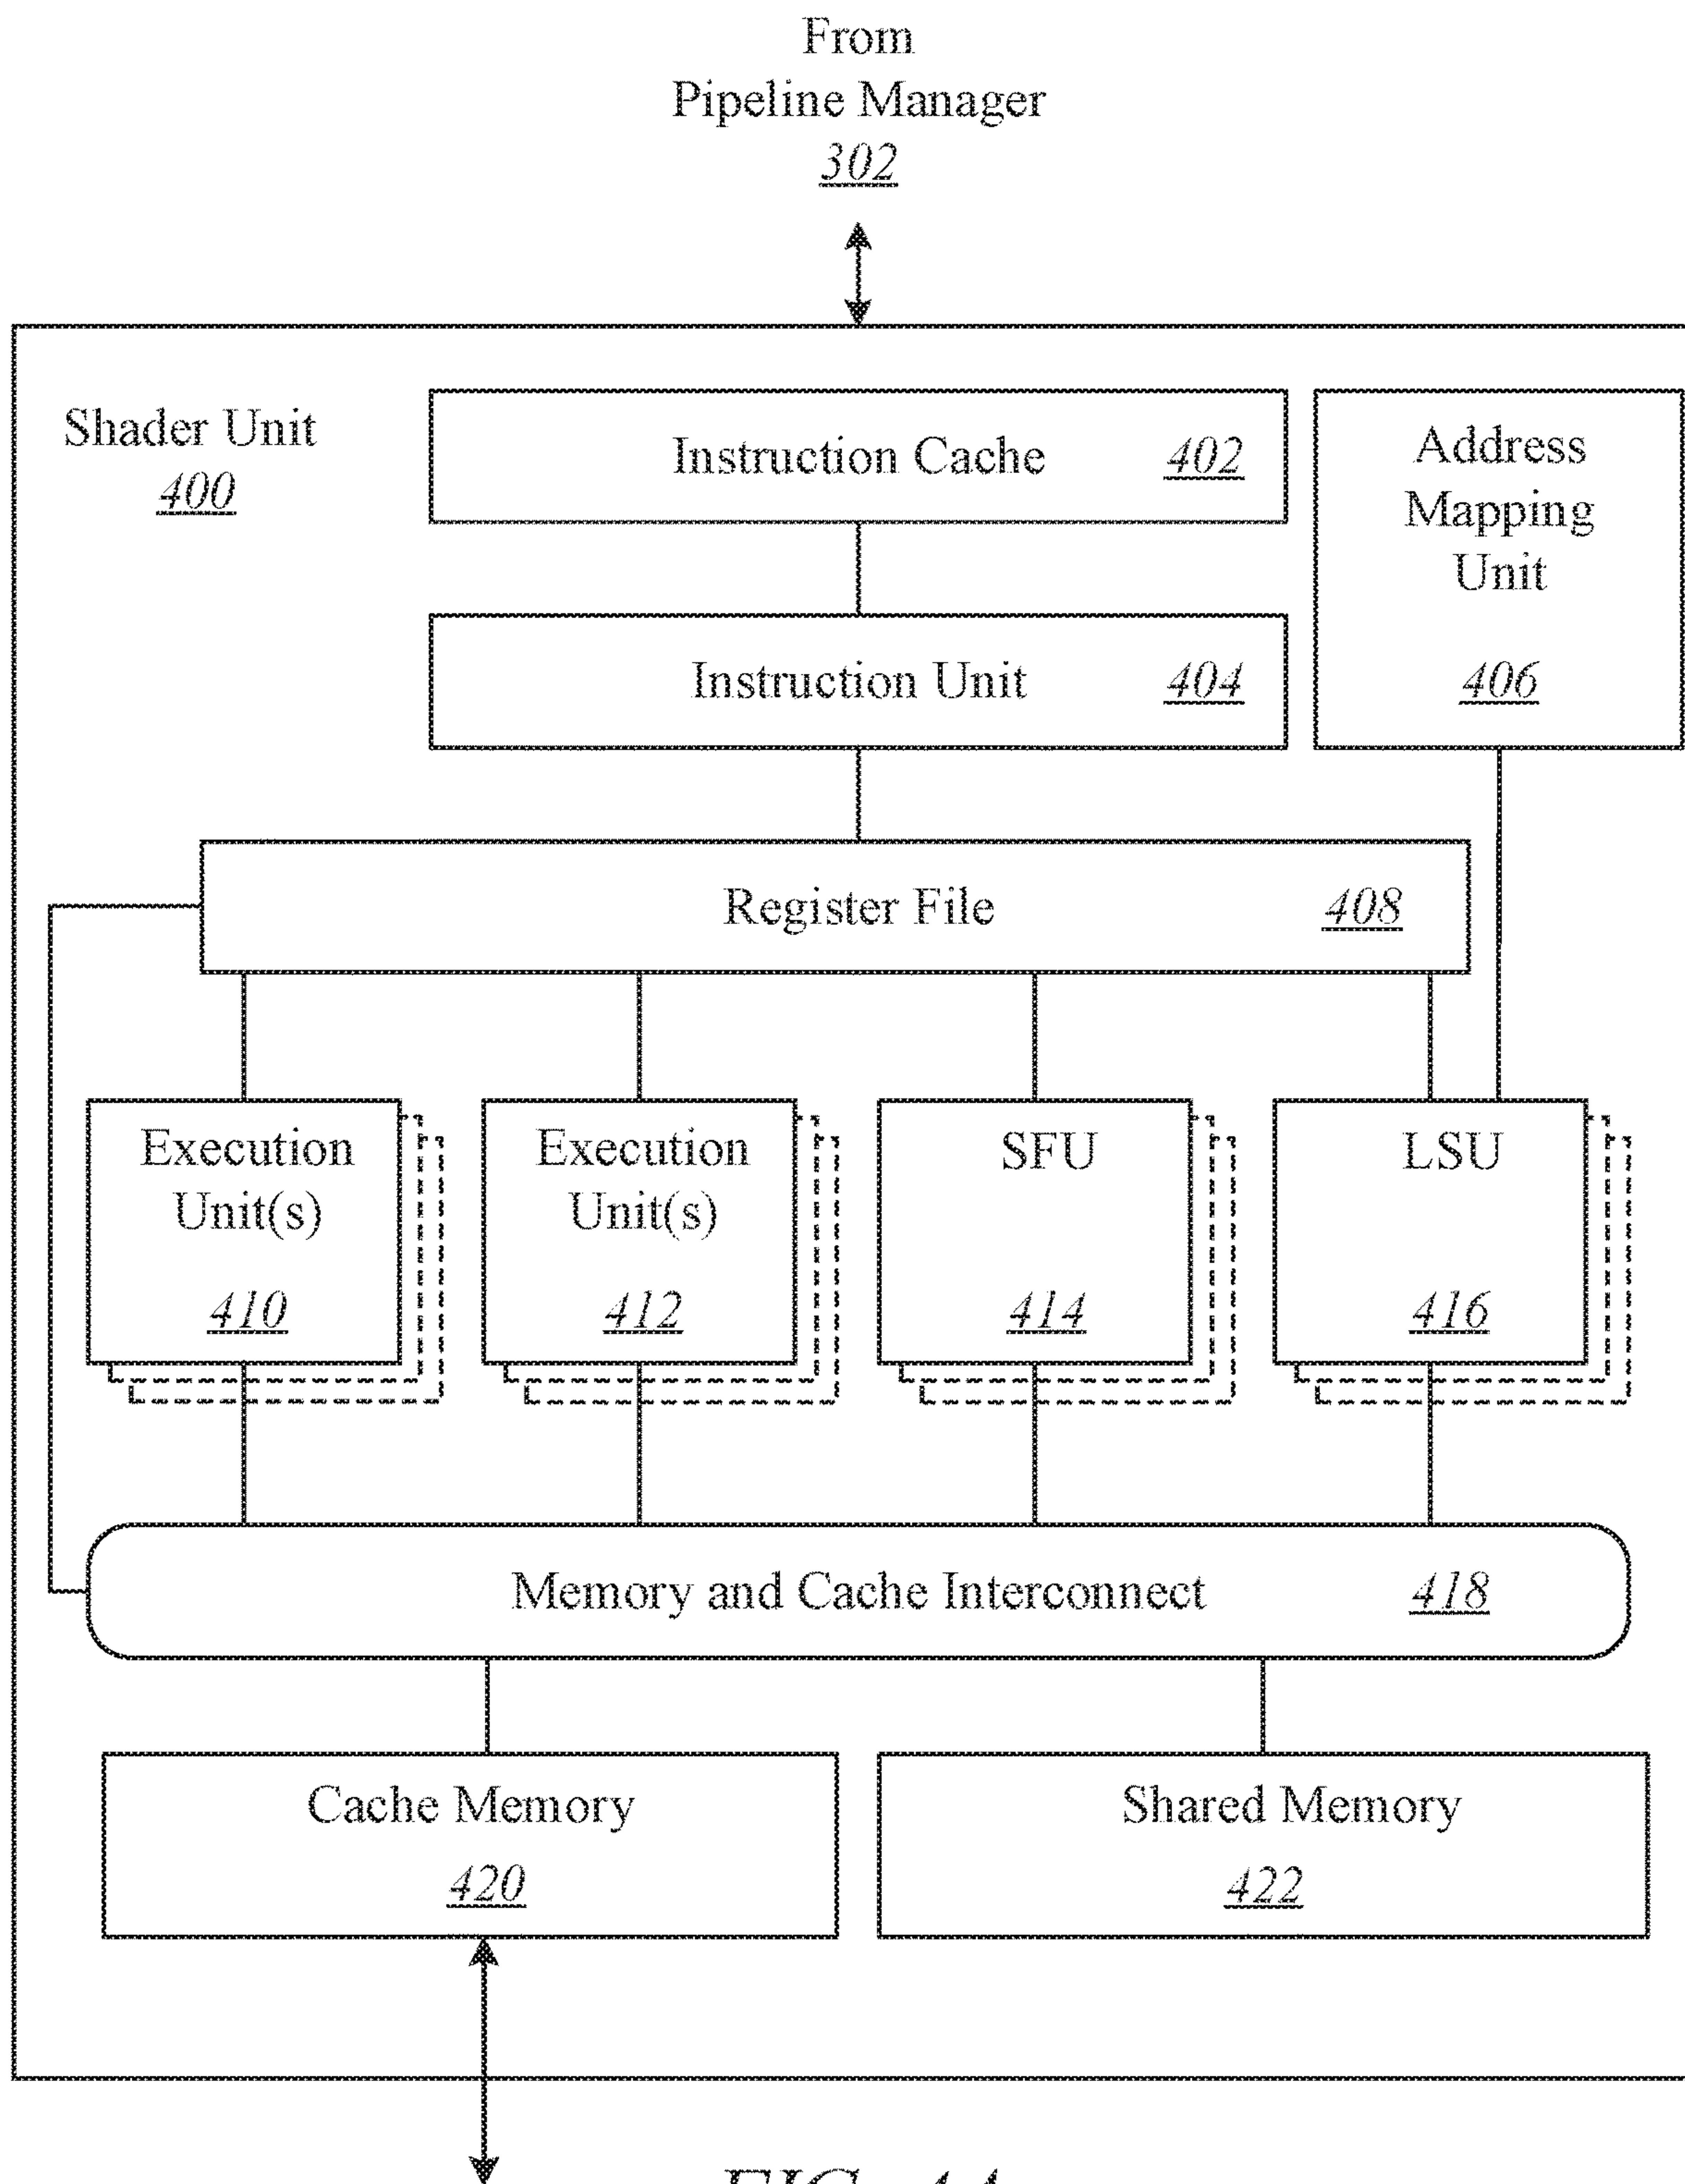 From
Pipeline Manager
302
Shader Unit
400
Instruction Cache 402
Address
Mapping
Unit
406
Instruction Unit 404
Register File 408
Execution
Unit(s)
410
Execution
Unit(s)
412
SFU
414
LSU
416
Memory and Cache Interconnect 418
Cache Memory
420
Shared Memory
422
FIG. 4A